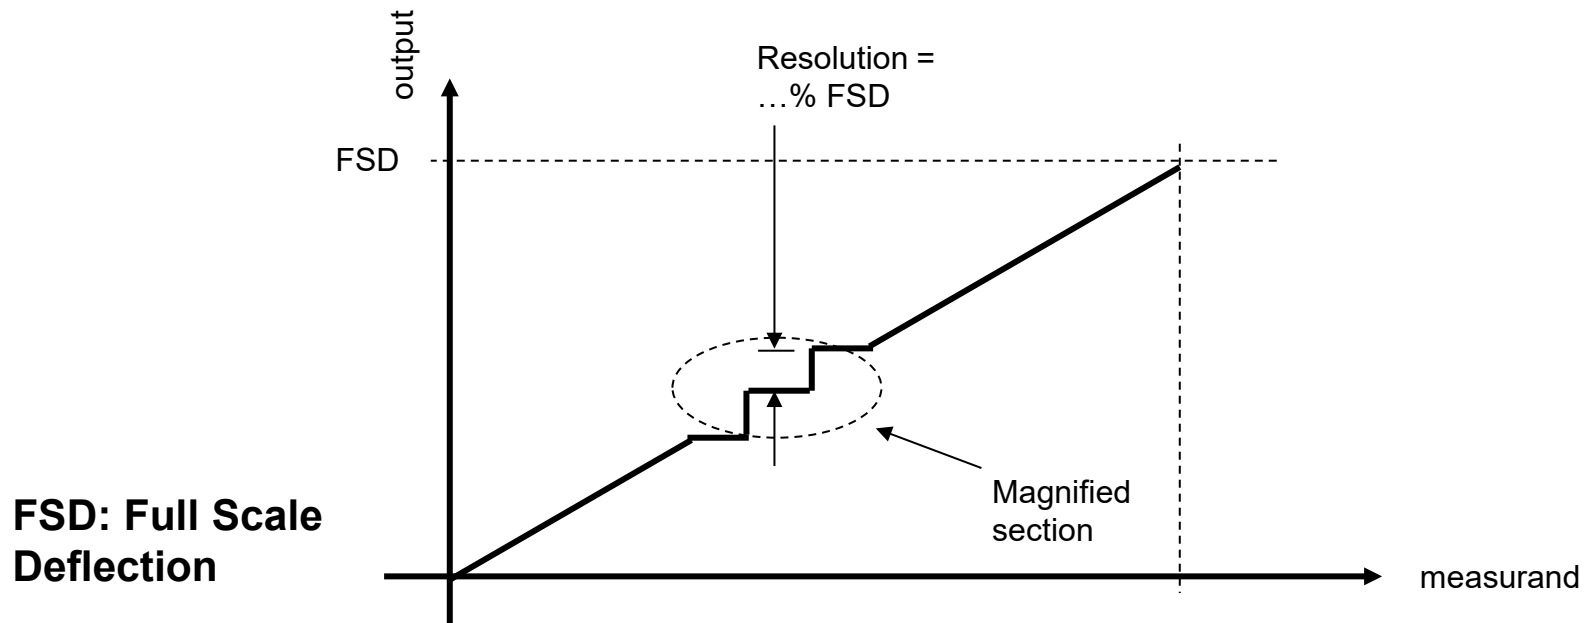 output
Resolution =
…% FSD
FSD
Magnified
section
FSD: Full Scale
Deflection
measurand